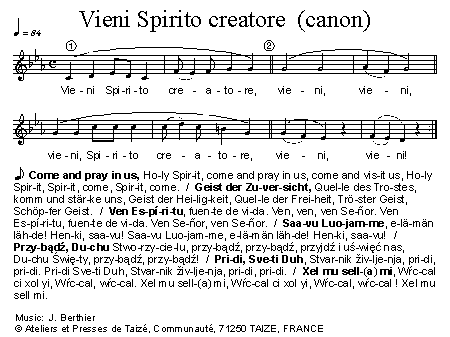 Vieni Spirito creatore (canon)
♩ = 84
① ②
Vie - ni Spi-ri-to cre - a - to - re, vie - ni,
vie - ni, Spi-ri - to cre - a - to - re, vie - ni, vie - ni!
Come and pray in us, Ho-ly Spir-it, come and pray in us, come and vis-it us, Ho-ly
Spir-it, Spir-it, come, Spir-it, come. / Geist der Zu-ver-sicht, Quel-le des Tro-stes,
komm und stär-ke uns, Geist der Hei-lig-keit, Quel-le der Frei-heit, Trö-ster Geist,
Schöp-fer Geist. / Ven Es-pí-ri-tu, fuen-te de vi-da. Ven, ven, ven Se-ñor. Ven
Es-pí-ri-tu, fuen-te de vi-da. Ven Se-ñor, ven Se-ñor. / Saa-vu Luo-jam-me, e-lä-män
läh-de! Hen-ki, saa-vu! Saa-vu Luo-jam-me, e-lä-män läh-de! Hen-ki, saa-vu! /
Przy-bądź, Du-chu Stwo-rzy-cie-lu, przy-bądź, przy-bądź, przyjdź i uś-więć nas,
Du-chu Świę-ty, przy-bądź, przy-bądź! / Pri-di, Sve-ti Duh, Stvar-nik živ-lje-nja, pri-di,
pri-di. Pri-di Sve-ti Duh, Stvar-nik živ-lje-nja, pri-di, pri-di. / Xel mu sell-(a) mi, Wŕc-cal
ci xol yi, Wŕc-cal, wŕc-cal. Xel mu sell-(a) mi, Wŕc-cal ci xol yi, Wŕc-cal, wŕc-cal ! Xel mu
sell mi.
Music: J. Berthier
© Ateliers et Presses de Taizé, Communauté, 71250 TAIZE, FRANCE